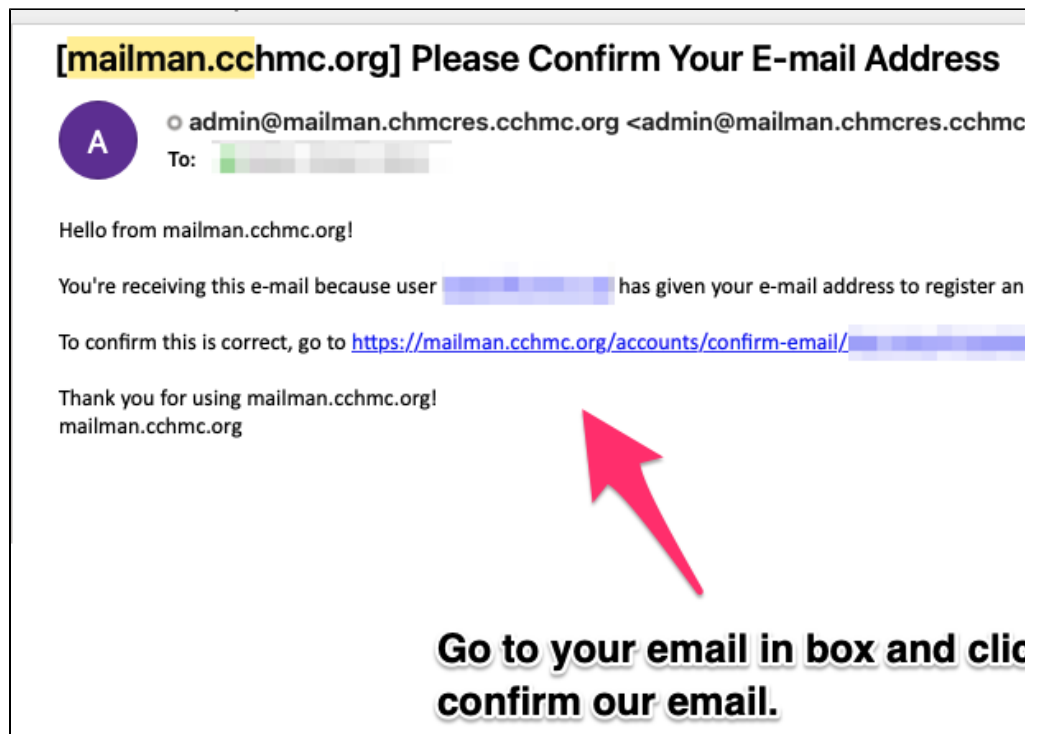 [mailman.cchmc.org] Please Confirm Your E-mail Address
A
admin@mailman.chmcres.cchmc.org <admin@mailman.chmcres.cchmc
To:
Hello from mailman.cchmc.org!
You're receiving this e-mail because user has given your e-mail address to register an
To confirm this is correct, go to https://mailman.cchmc.org/accounts/confirm-email/
Thank you for using mailman.cchmc.org!
mailman.cchmc.org
Go to your email in box and clic
confirm our email.